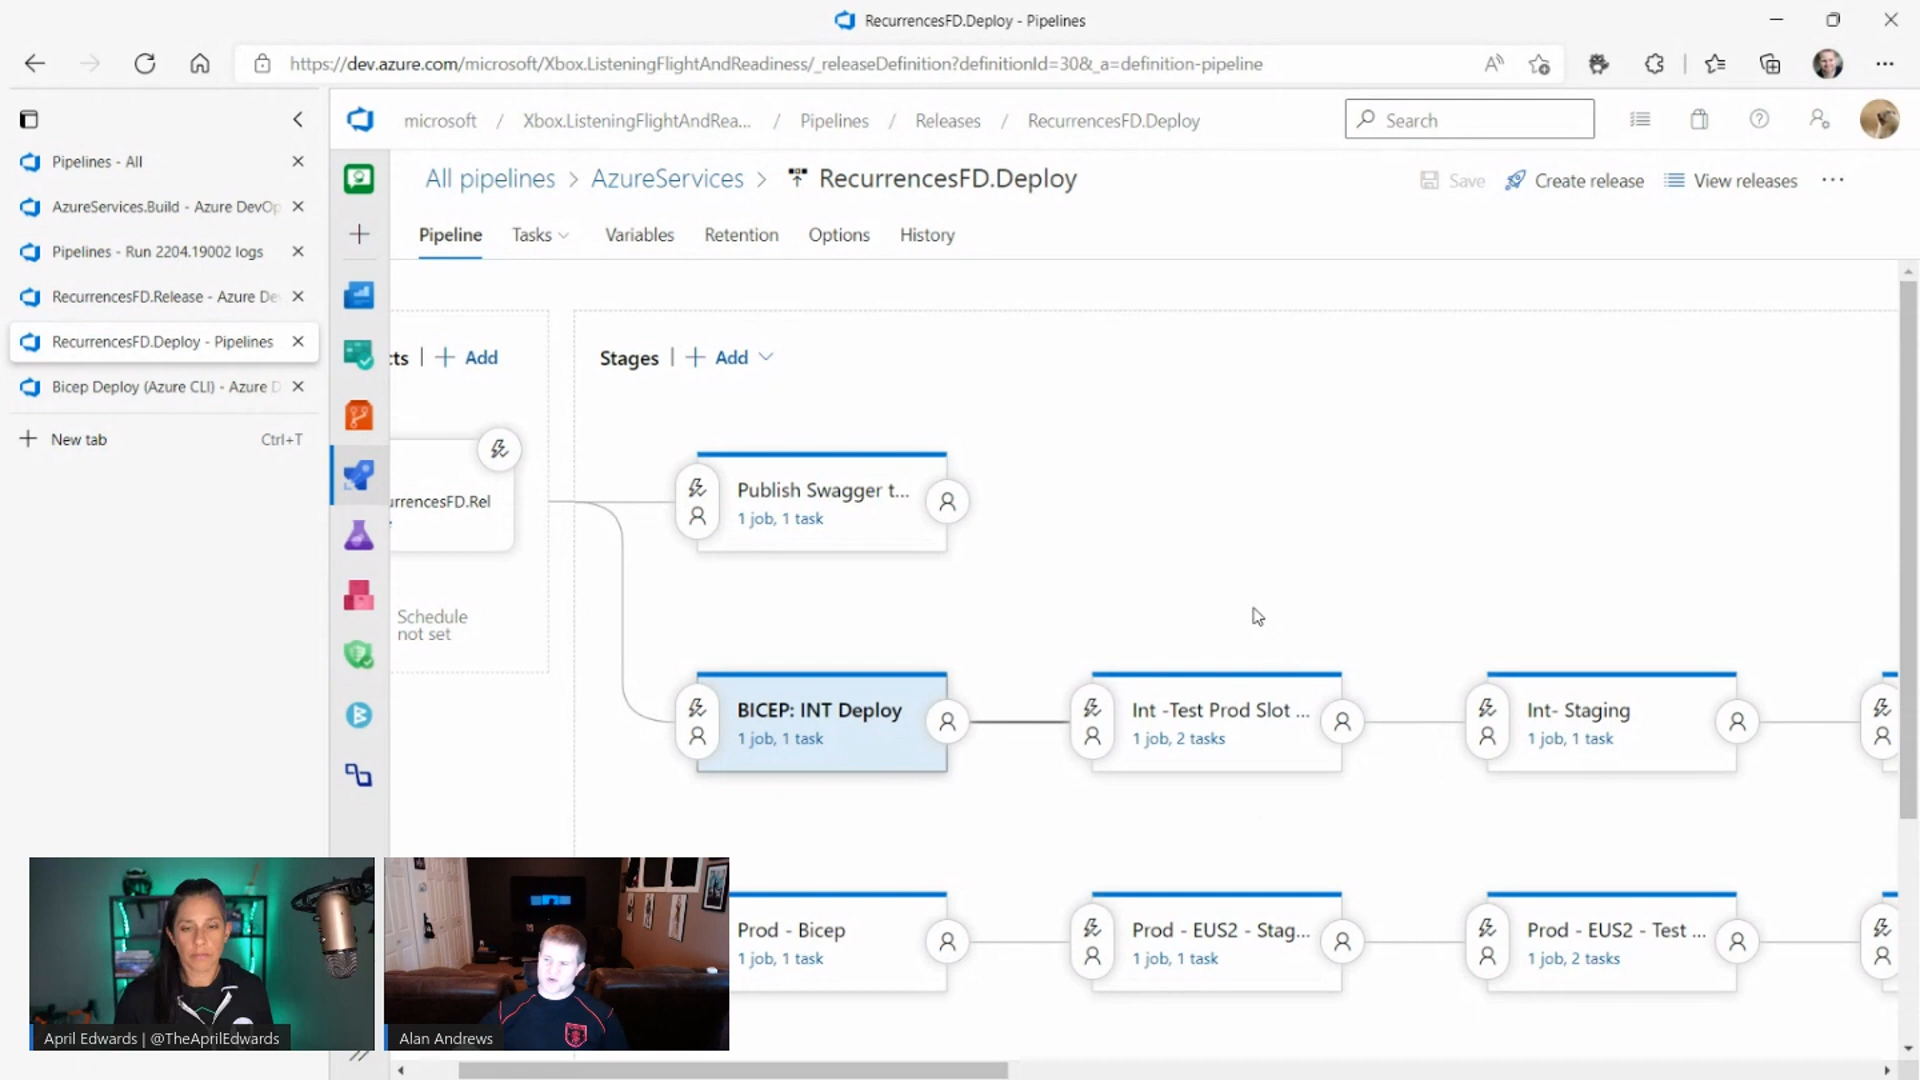 RecurrencesFD.Deploy - Pipelines
https://dev.azure.com/microsoft/Xbox.ListeningFlightAndReadiness/_releaseDefinition?definitionId=30&_a=definition-pipeline
Pipelines - All
AzureServices.Build - Azure DevOp
Pipelines - Run 2204.19002 logs
RecurrencesFD.Release - Azure De
RecurrencesFD.Deploy - Pipelines
Bicep Deploy (Azure CLI) - Azure D
New tab Ctrl+T
microsoft / Xbox.ListeningFlightAndRea... / Pipelines / Releases / RecurrencesFD.Deploy
Search
All pipelines > AzureServices > RecurrencesFD.Deploy
Save Create release View releases ...
Pipeline Tasks Variables Retention Options History
cts | + Add
Stages | + Add
urrencesFD.Rel
Schedule
not set
Publish Swagger t...
1 job, 1 task
BICEP: INT Deploy
1 job, 1 task
Int -Test Prod Slot ...
1 job, 2 tasks
Int- Staging
1 job, 1 task
Prod - Bicep
1 job, 1 task
Prod - EUS2 - Stag...
1 job, 1 task
Prod - EUS2 - Test ...
1 job, 2 tasks
April Edwards | @TheAprilEdwards
Alan Andrews